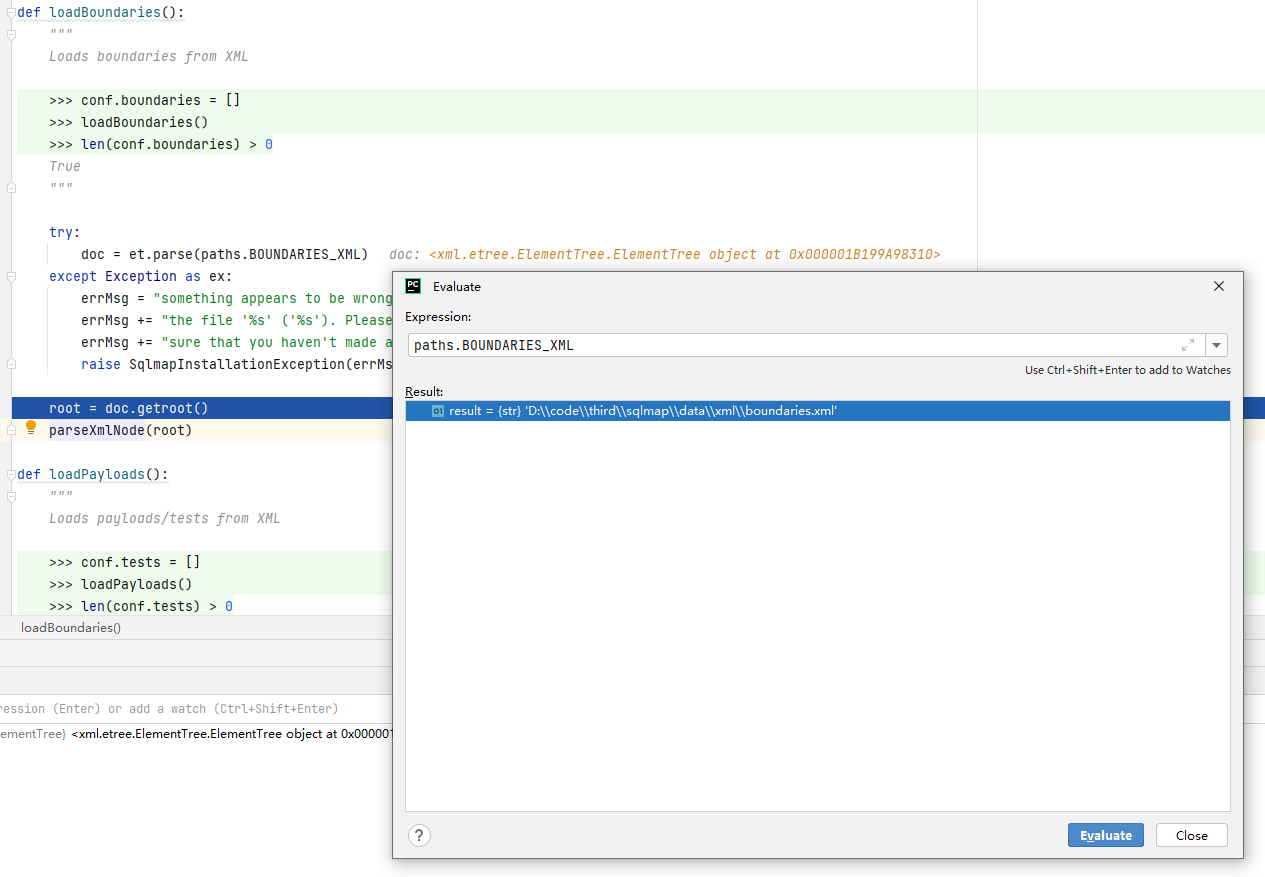 def loadBoundaries():
"""
Loads boundaries from XML
>>> conf.boundaries = []
>>> loadBoundaries()
>>> len(conf.boundaries) > 0
True
"""
try:
doc = et.parse(paths.BOUNDARIES_XML) doc: <xml.etree.ElementTree.ElementTree object at 0x000001B199A98310>
except Exception as ex:
errMsg = "something appears to be wrong
errMsg += "the file '%s' ('%s'). Please
errMsg += "sure that you haven't made a
raise SqlmapInstallationException(errMs
root = doc.getroot()
parseXmlNode(root)
def loadPayloads():
"""
Loads payloads/tests from XML
>>> conf.tests = []
>>> loadPayloads()
>>> len(conf.tests) > 0
loadBoundaries()
ression (Enter) or add a watch (Ctrl+Shift+Enter)
ementTree} <xml.etree.ElementTree.ElementTree object at 0x000001
PC
Evaluate
Expression:
paths.BOUNDARIES_XML
Use Ctrl+Shift+Enter to add to Watches
Result:
01 result = {str} 'D:\\code\\third\\sqlmap\\data\\xml\\boundaries.xml'
?
Evaluate
Close